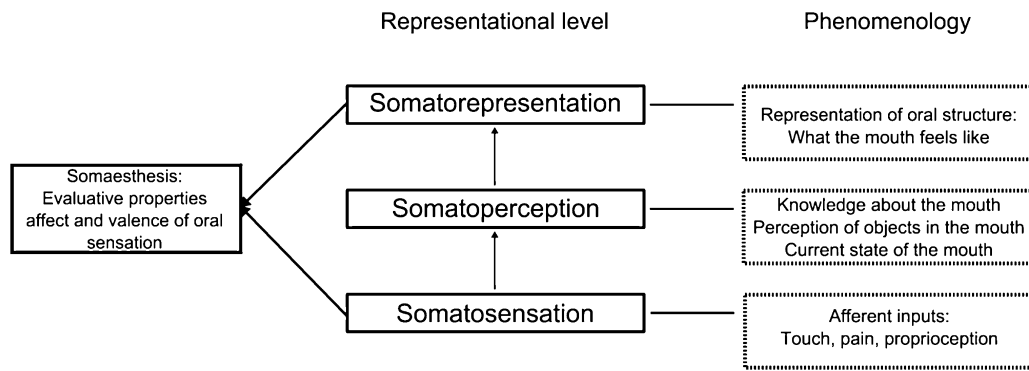 Representational level
Phenomenology
Somatorepresentation
Representation of oral structure:
What the mouth feels like
Somaesthesis:
Evaluative properties
affect and valence of oral
sensation
Somatoperception
Knowledge about the mouth
Perception of objects in the mouth
Current state of the mouth
Somatosensation
Afferent inputs:
Touch, pain, proprioception